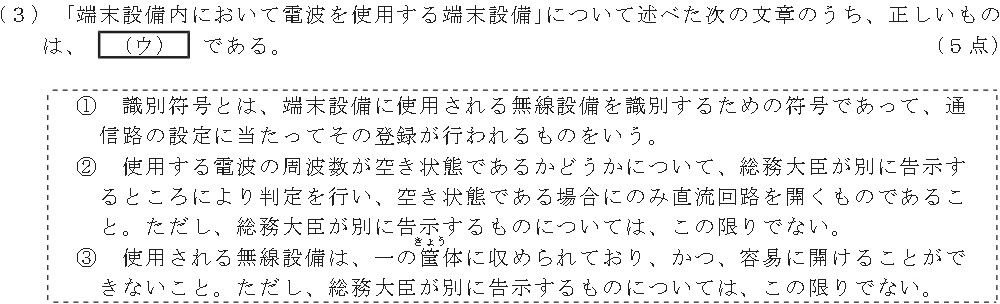 (３) 「端末設備内において電波を使用する端末設備」について述べた次の文章のうち、正しいもの
は、 (ウ) である。 (５点)
① 識別符号とは、端末設備に使用される無線設備を識別するための符号であって、通
信路の設定に当たってその登録が行われるものをいう。
② 使用する電波の周波数が空き状態であるかどうかについて、総務大臣が別に告示す
るところにより判定を行い、空き状態である場合にのみ直流回路を開くものであるこ
と。ただし、総務大臣が別に告示するものについては、この限りでない。
きょう
③ 使用される無線設備は、一の筐体に収められており、かつ、容易に開けることがで
きないこと。ただし、総務大臣が別に告示するものについては、この限りでない。